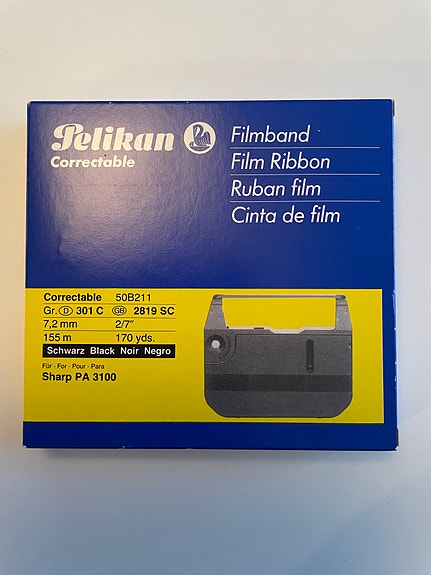 Pelikan
Correctable
Filmband
Film Ribbon
Ruban film
Cinta de film
Correctable 50B211
Gr. D 301 C GB 2819 SC
7,2 mm 2/7"
155 m 170 yds.
Schwarz Black Noir Negro
Für · For · Pour · Para
Sharp PA 3100